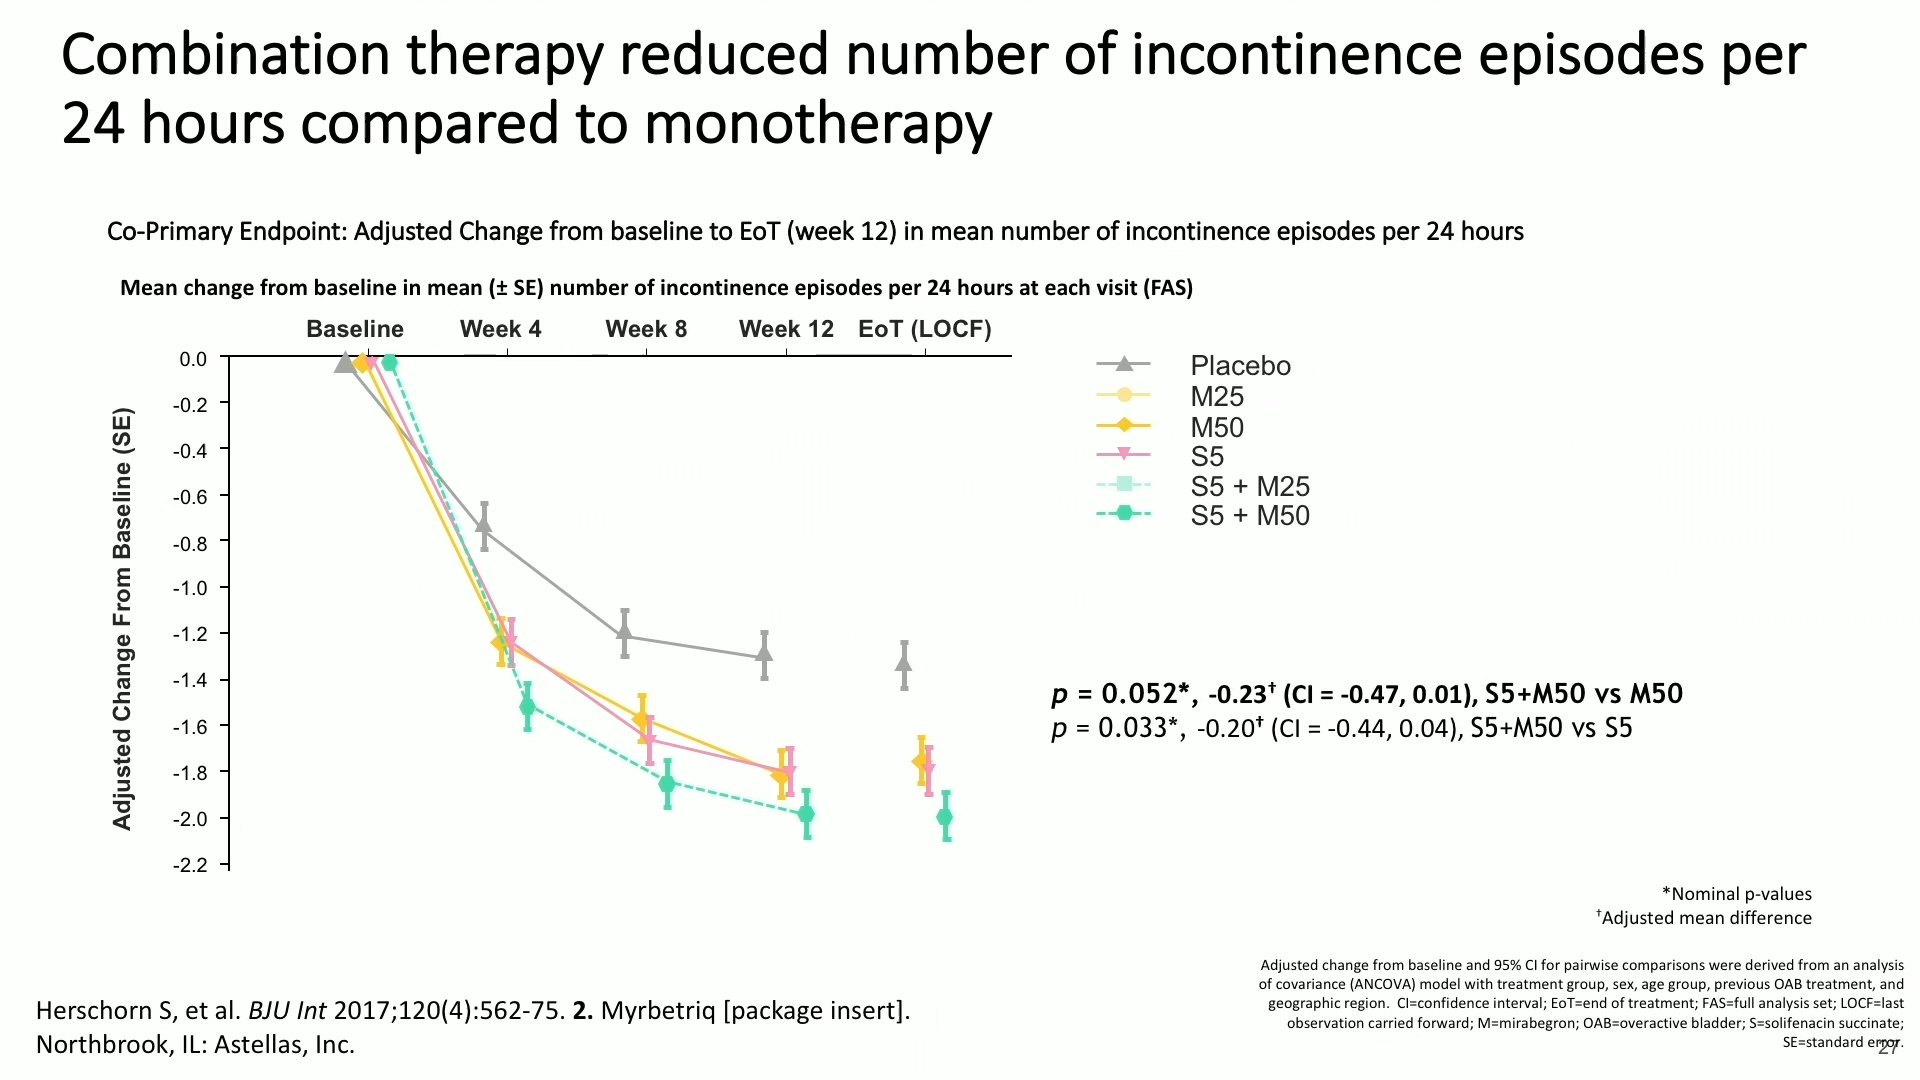 Combination therapy reduced number of incontinence episodes per
24 hours compared to monotherapy
Co-Primary Endpoint: Adjusted Change from baseline to EoT (week 12) in mean number of incontinence episodes per 24 hours
Mean change from baseline in mean (± SE) number of incontinence episodes per 24 hours at each visit (FAS)
Baseline Week 4 Week 8 Week 12 EoT (LOCF)
Adjusted Change From Baseline (SE)
0.0
-0.2
-0.4
-0.6
-0.8
-1.0
-1.2
-1.4
-1.6
-1.8
-2.0
-2.2
Placebo
M25
M50
S5
S5 + M25
S5 + M50
p = 0.052*, -0.23† (CI = -0.47, 0.01), S5+M50 vs M50
p = 0.033*, -0.20† (CI = -0.44, 0.04), S5+M50 vs S5
*Nominal p-values
†Adjusted mean difference
Adjusted change from baseline and 95% CI for pairwise comparisons were derived from an analysis
of covariance (ANCOVA) model with treatment group, sex, age group, previous OAB treatment, and
geographic region. CI=confidence interval; EoT=end of treatment; FAS=full analysis set; LOCF=last
observation carried forward; M=mirabegron; OAB=overactive bladder; S=solifenacin succinate;
SE=standard error.
27
Herschorn S, et al. BJU Int 2017;120(4):562-75. 2. Myrbetriq [package insert].
Northbrook, IL: Astellas, Inc.